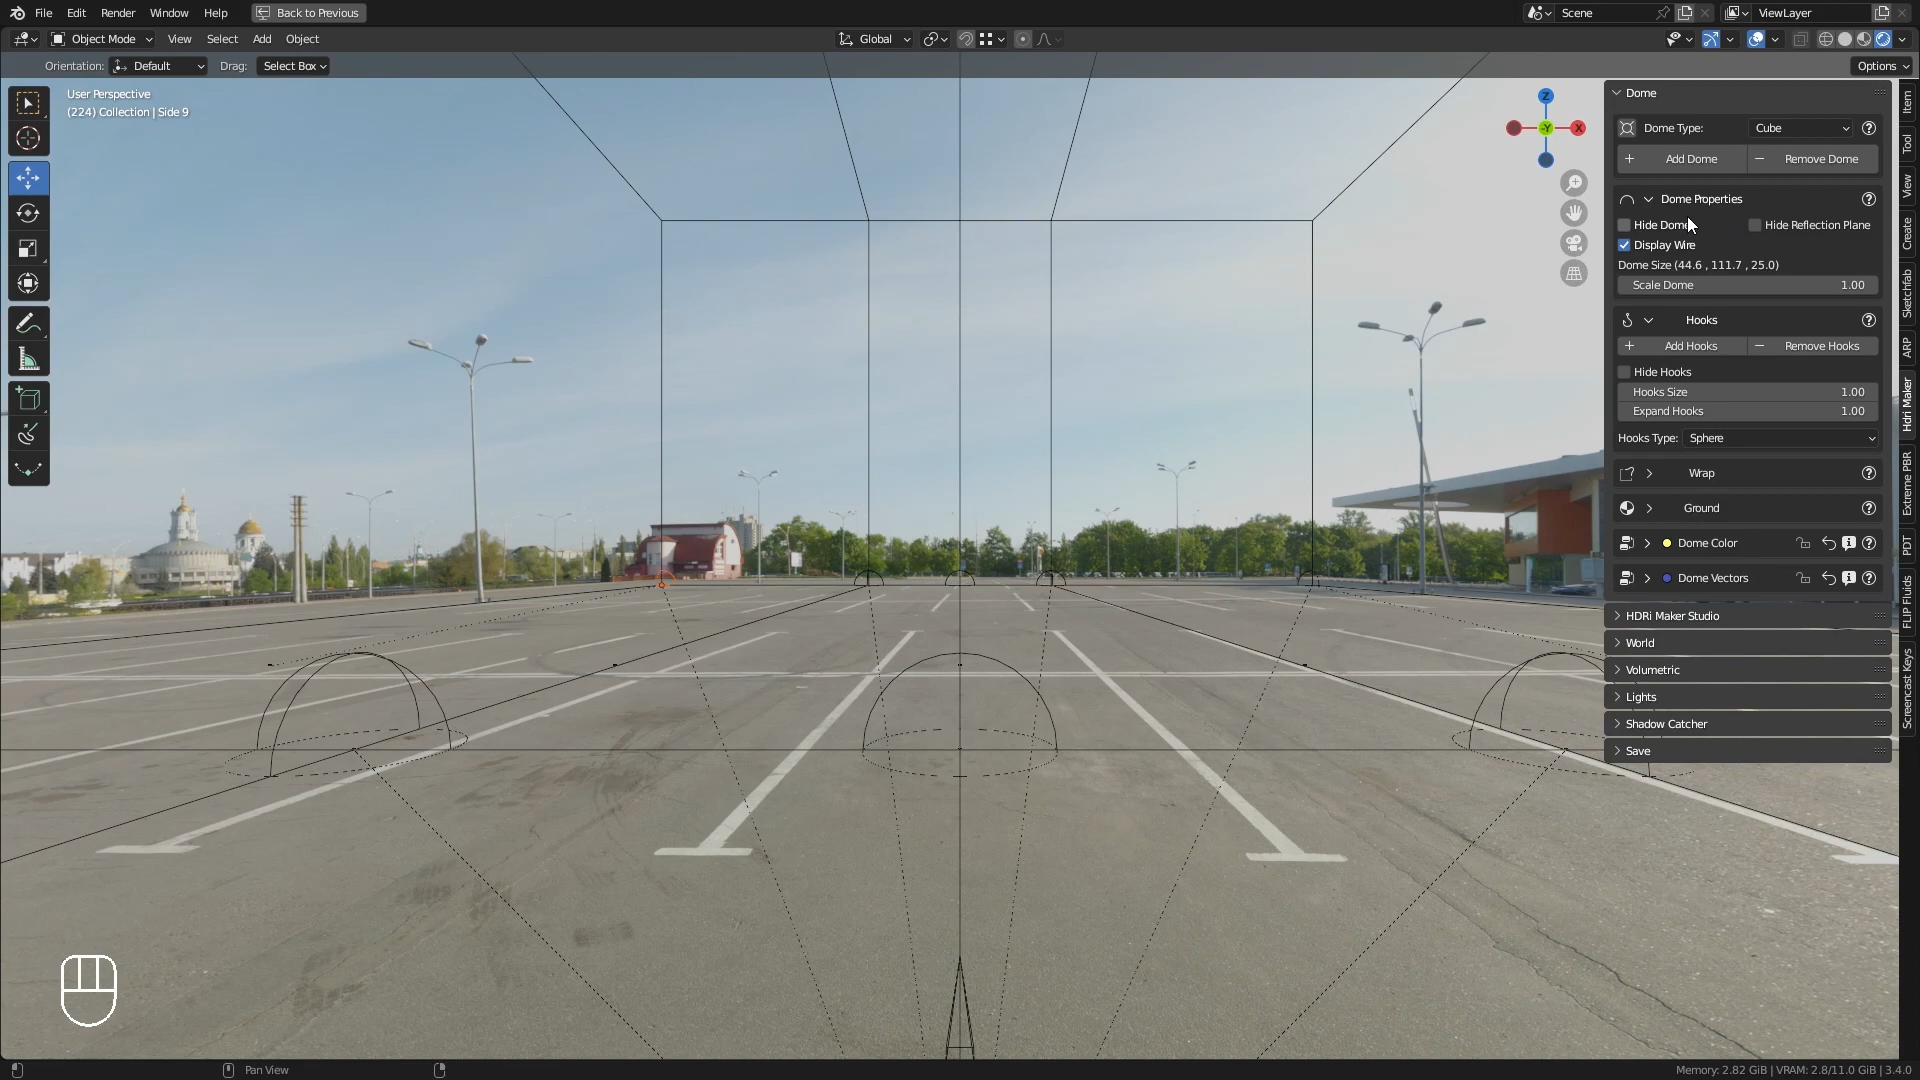 File Edit Render Window Help Back to Previous Scene ViewLayer
Object Mode View Select Add Object Global
Orientation: Default Drag: Select Box Options
User Perspective
(224) Collection | Side 9
Z
-Y
X
Dome
Dome Type: Cube
Add Dome Remove Dome
Dome Properties
Hide Dome Hide Reflection Plane
Display Wire
Dome Size (44.6 , 111.7 , 25.0)
Scale Dome 1.00
Hooks
Add Hooks Remove Hooks
Hide Hooks
Hooks Size 1.00
Expand Hooks 1.00
Hooks Type: Sphere
Wrap
Ground
Dome Color
Dome Vectors
HDRi Maker Studio
World
Volumetric
Lights
Shadow Catcher
Save
Item
Tool
View
Create
Sketchfab
ARP
Hdri Maker
Extreme PBR
PDT
FLIP Fluids
Screencast Keys
Pan View
Memory: 2.82 GiB | VRAM: 2.8/11.0 GiB | 3.4.0